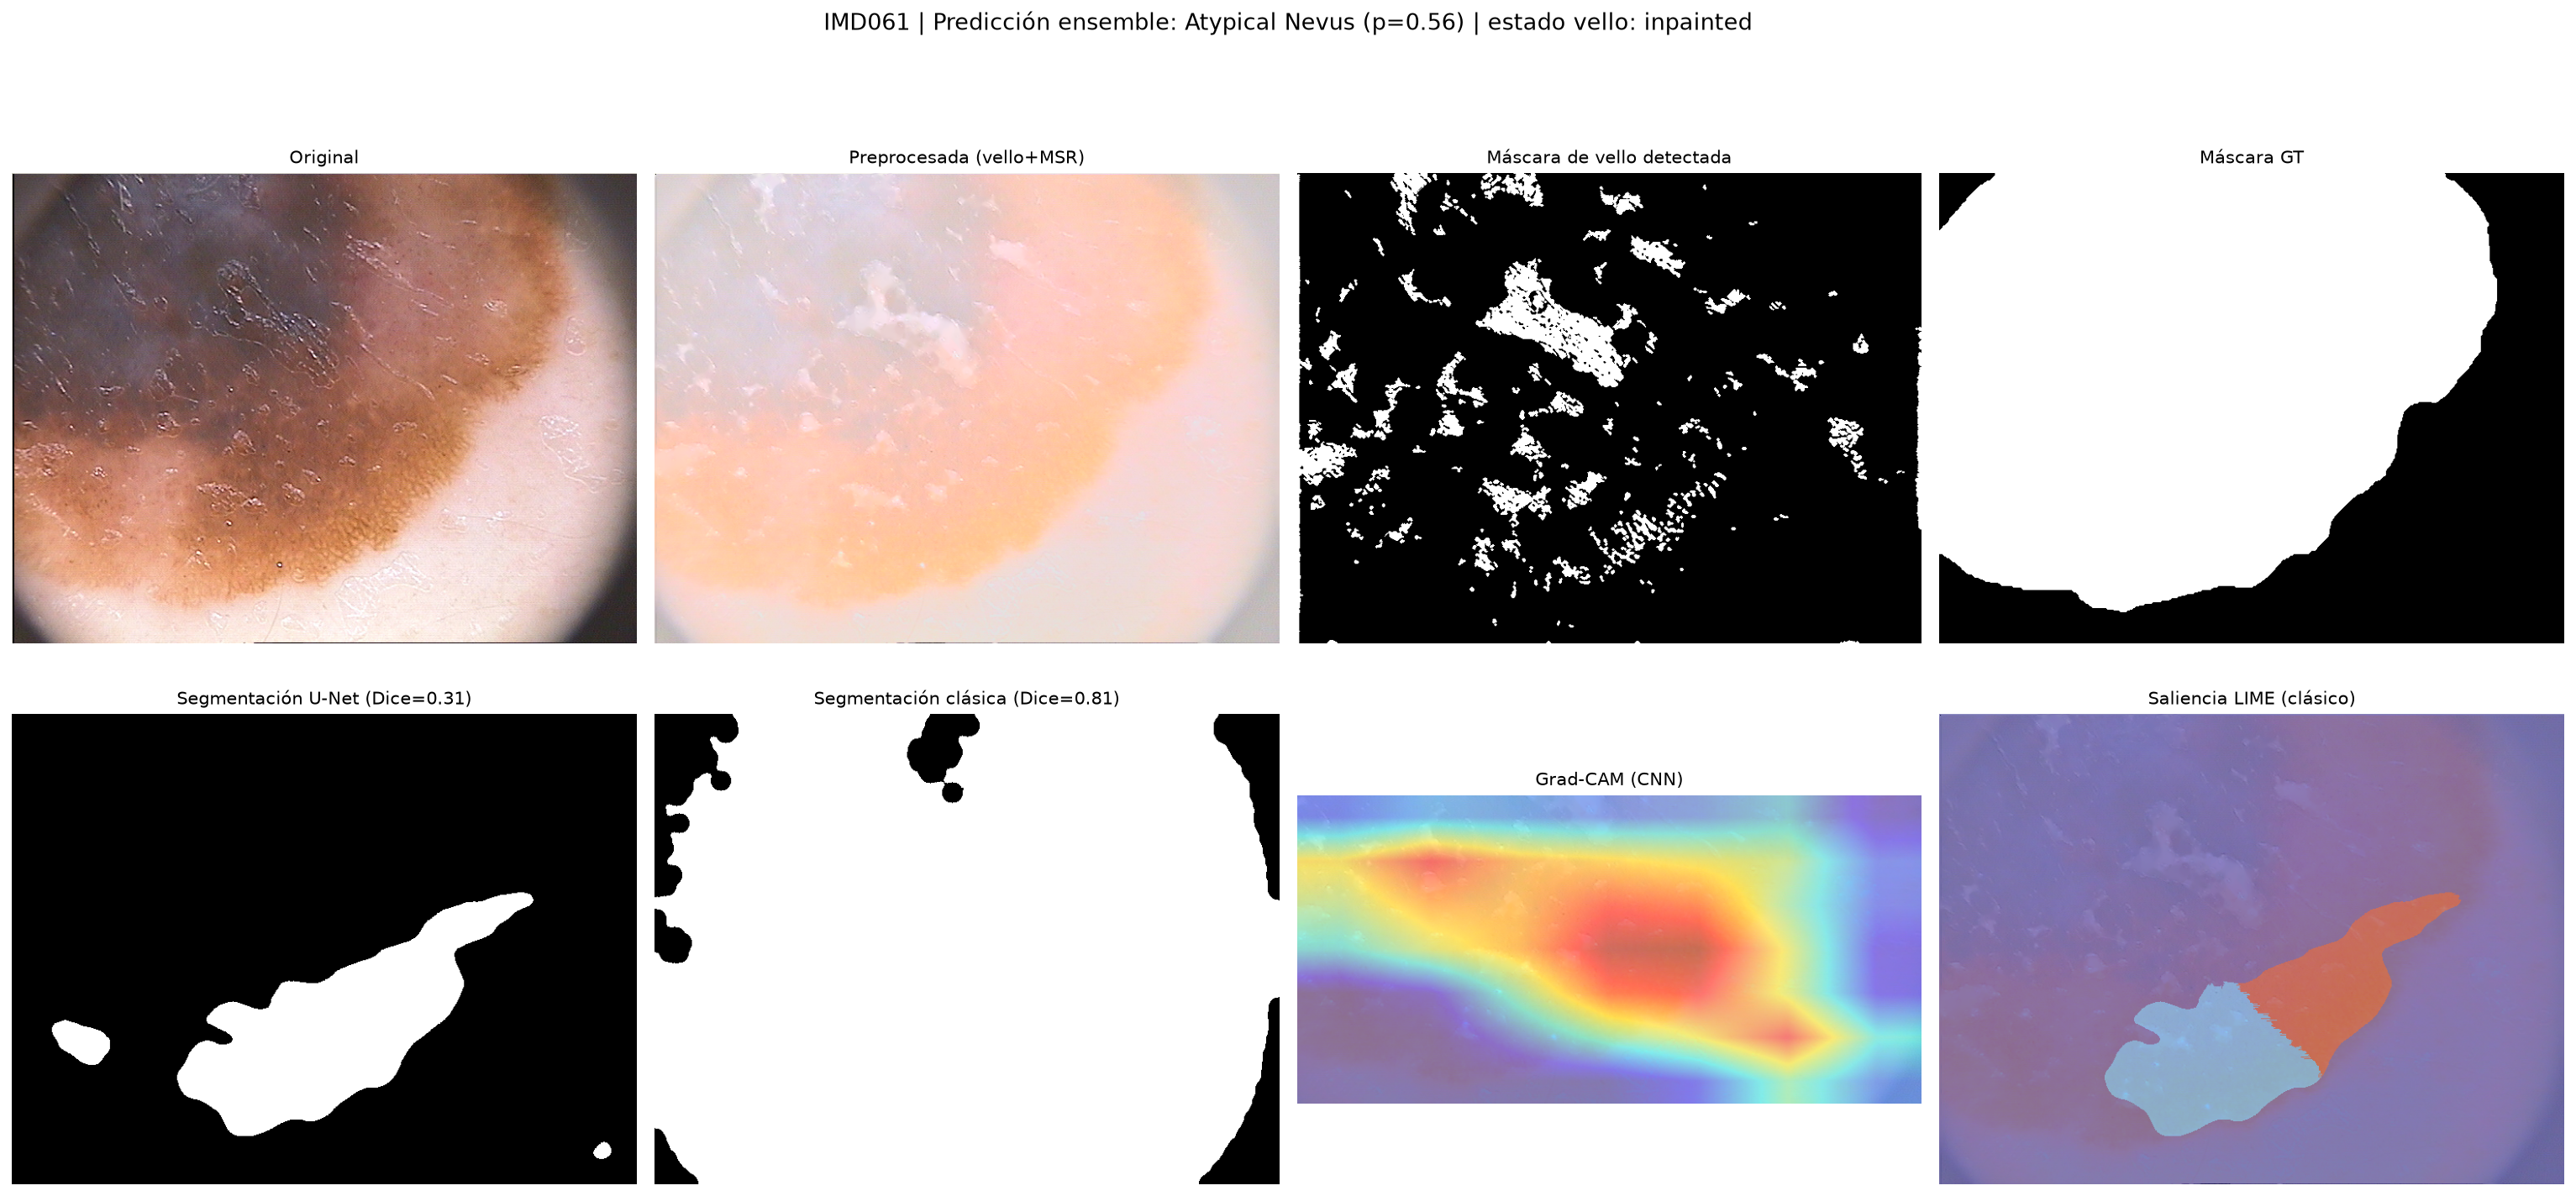 IMD061 | Predicción ensemble: Atypical Nevus (p=0.56) | estado vello: inpainted
Original
Preprocesada (vello+MSR)
Máscara de vello detectada
Máscara GT
Segmentación U-Net (Dice=0.31)
Segmentación clásica (Dice=0.81)
Grad-CAM (CNN)
Saliencia LIME (clásico)